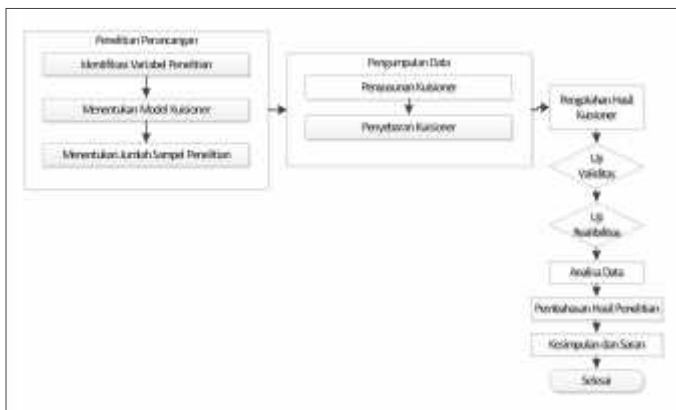 Penelitian Perancangan
Identifikasi Variabel Penelitian
Menentukan Model Kuisioner
Menentukan Jumlah Sampel Penelitian
Pengumpulan Data
Penyusunan Kuisioner
Penyebaran Kuisioner
Pengolahan Hasil
Kuisioner
Uji
Validitas
Uji
Analisa Data
Pembahasan Hasil Penelitian
Kesimpulan dan Saran
Selesai